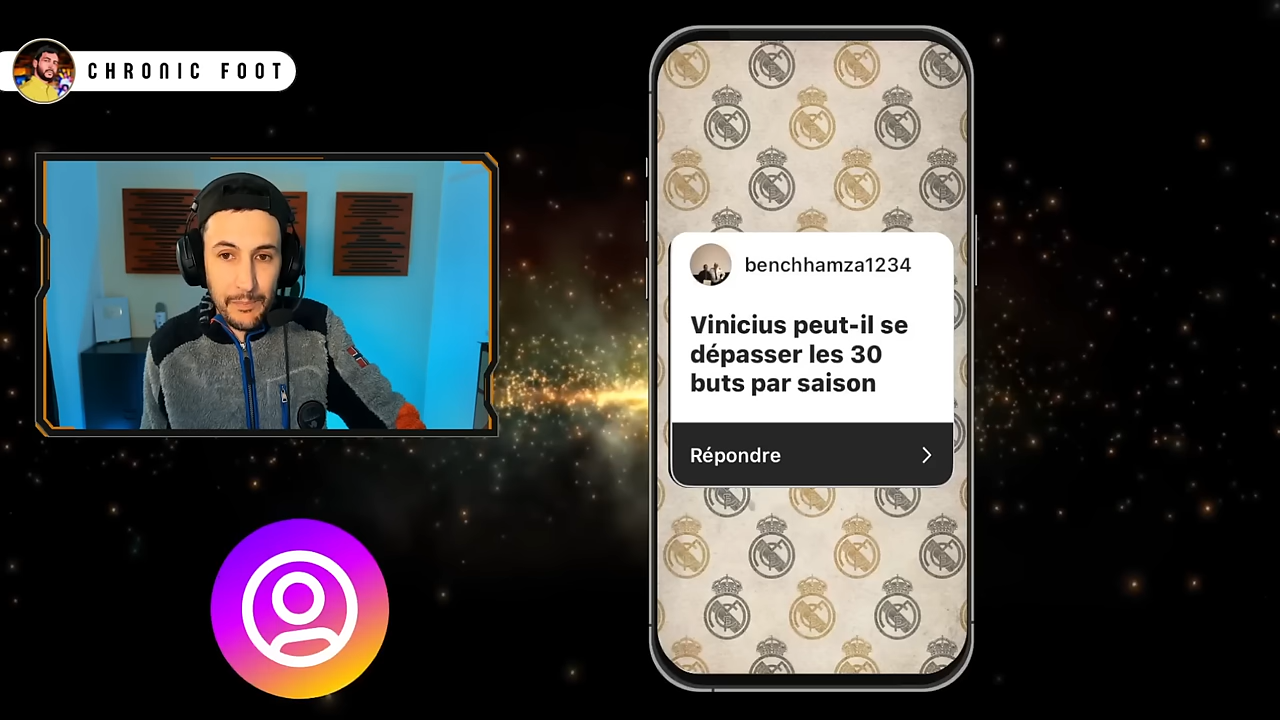 CHRONIC FOOT
benchhamza1234
Vinicius peut-il se
dépasser les 30
buts par saison
Répondre